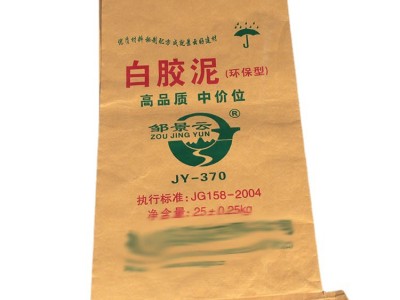 白胶泥(环保型)
高品质 中价位
邹景云
ZOU JING YUN
®
JY-370
执行标准:JG158-2004
净含量:25±0.25kg